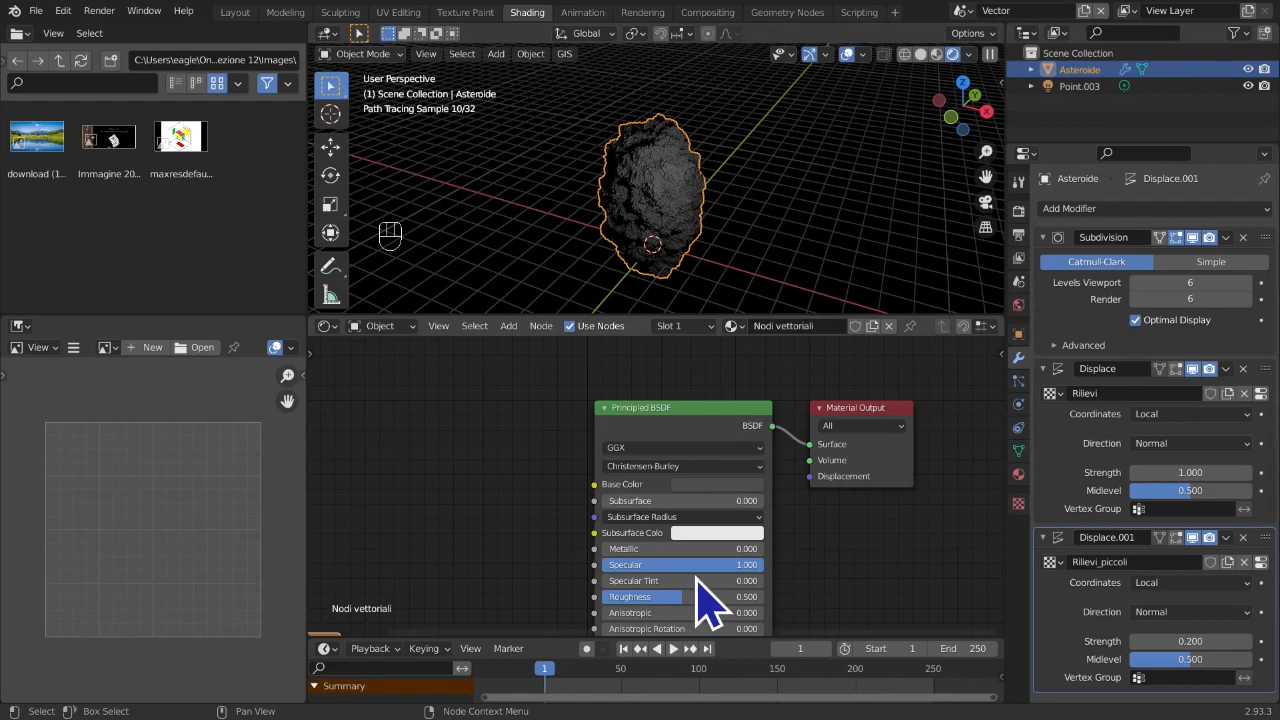 File Edit Render Window Help Layout Modeling Sculpting UV Editing Texture Paint Shading Animation Rendering Compositing Geometry Nodes Scripting + Vector View Layer
View Select
Global
Options
C:\Users\eagle\On...ezione 12\Images\
Object Mode View Select Add Object GIS
Scene Collection
Asteroide
Point.003
User Perspective
(1) Scene Collection | Asteroide
Path Tracing Sample 10/32
Z
Y
X
download (1...
Immagine 20...
maxresdefau...
Asteroide
Displace.001
Add Modifier
Subdivision
Catmull-Clark
Simple
Levels Viewport 6
Render 6
Optimal Display
Advanced
Displace
Rilievi
Coordinates Local
Direction Normal
Strength 1.000
Midlevel 0.500
Vertex Group
Displace.001
Rilievi_piccoli
Coordinates Local
Direction Normal
Strength 0.200
Midlevel 0.500
Vertex Group
View
New
Open
Object View Select Add Node Use Nodes Slot 1 Nodi vettoriali
Principled BSDF
BSDF
GGX
Christensen-Burley
Base Color
Subsurface 0.000
Subsurface Radius
Subsurface Colo
Metallic 0.000
Specular 1.000
Specular Tint 0.000
Roughness 0.500
Anisotropic 0.000
Anisotropic Rotation 0.000
Material Output
All
Surface
Volume
Displacement
Nodi vettoriali
Playback Keying View Marker 1 Start 1 End 250
1 50 100 150 200 250
Summary
Select Box Select Pan View Node Context Menu 2.93.3